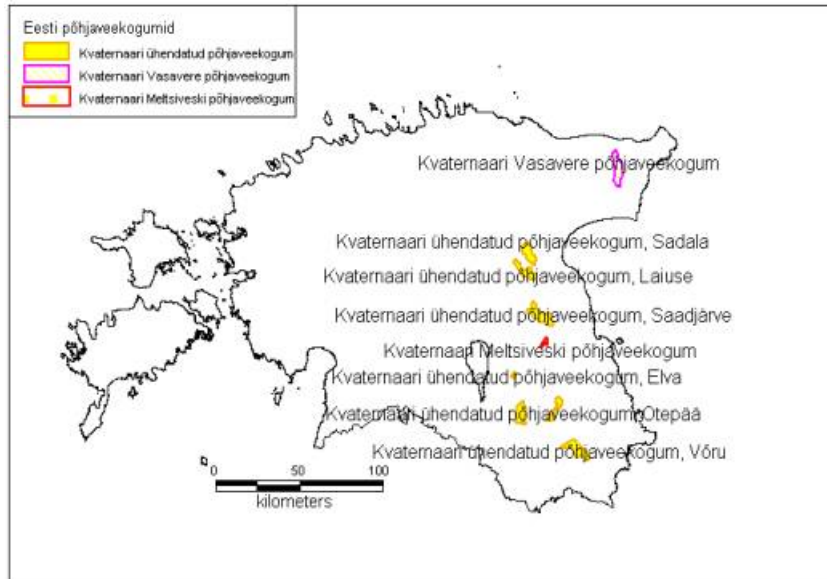 Eesti põhjaveekogumid
Kvaternaari ühendatud põhjaveekogum
Kvaternaari Vasavere põhjaveekogum
Kvaternaari Meltsiveski põhjaveekogum
Kvaternaari Vasavere põhjaveekogum
Kvaternaari ühendatud põhjaveekogum, Sadala
Kvaternaari ühendatud põhjaveekogum, Laiuse
Kvaternaari ühendatud põhjaveekogum, Saadjärve
Kvaternaari Meltsiveski põhjaveekogum
Kvaternaari ühendatud põhjaveekogum, Elva
Kvaternaari ühendatud põhjaveekogum, Otepää
Kvaternaari ühendatud põhjaveekogum, Võru
0 50 100
kilometers